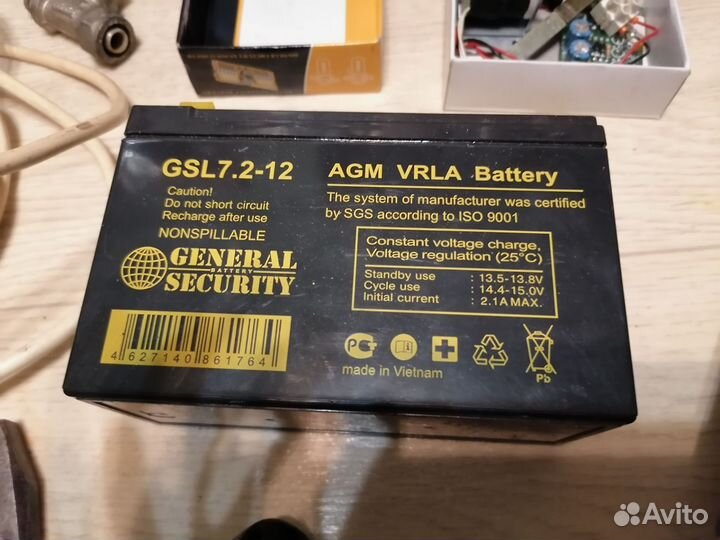 GSL7.2-12
Caution!
Do not short circuit
Recharge after use
NONSPILLABLE
GENERAL
BATTERY
SECURITY
4 627140 861764
AGM VRLA Battery
The system of manufacturer was certified
by SGS according to ISO 9001
Constant voltage charge,
Voltage regulation (25°C)
Standby use : 13.5-13.8V
Cycle use : 14.4-15.0V
Initial current : 2.1A MAX.
made in Vietnam
Pb
Avito